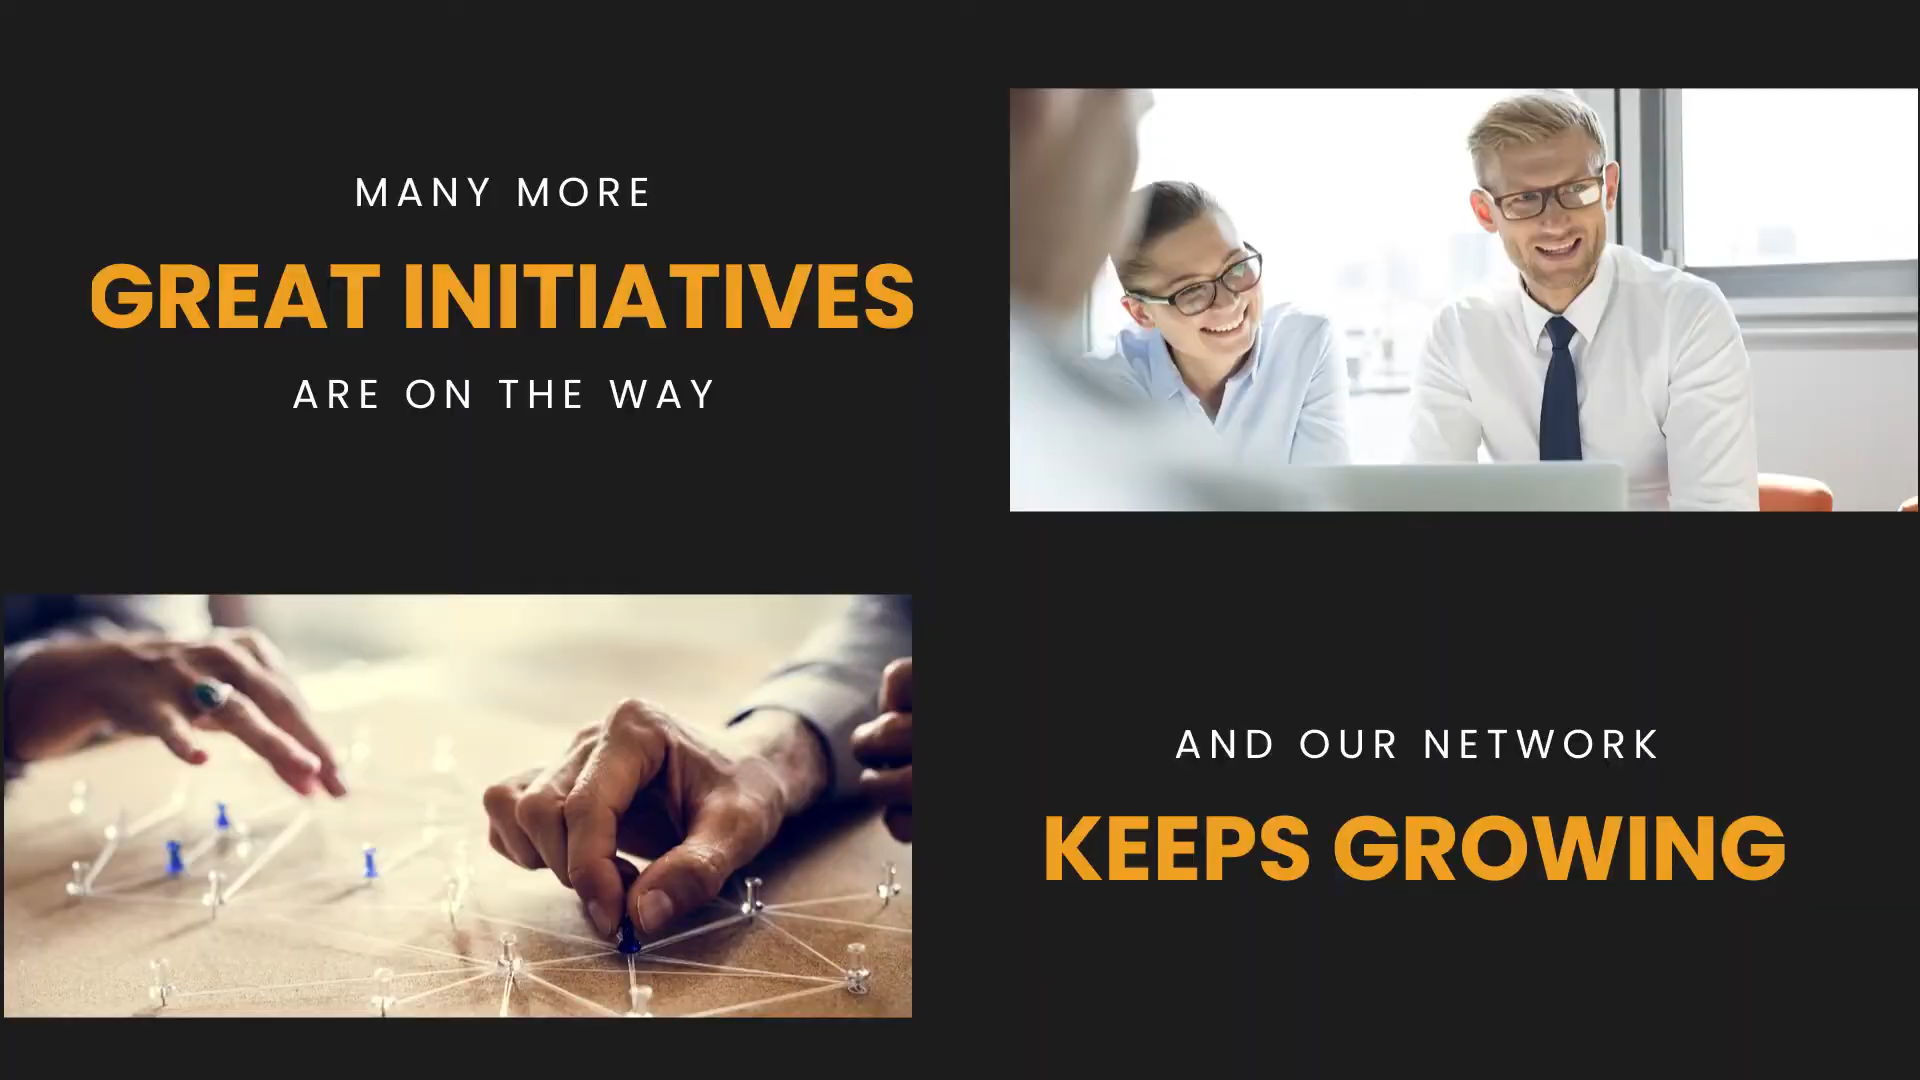 MANY MORE
GREAT INITIATIVES
ARE ON THE WAY
AND OUR NETWORK
KEEPS GROWING